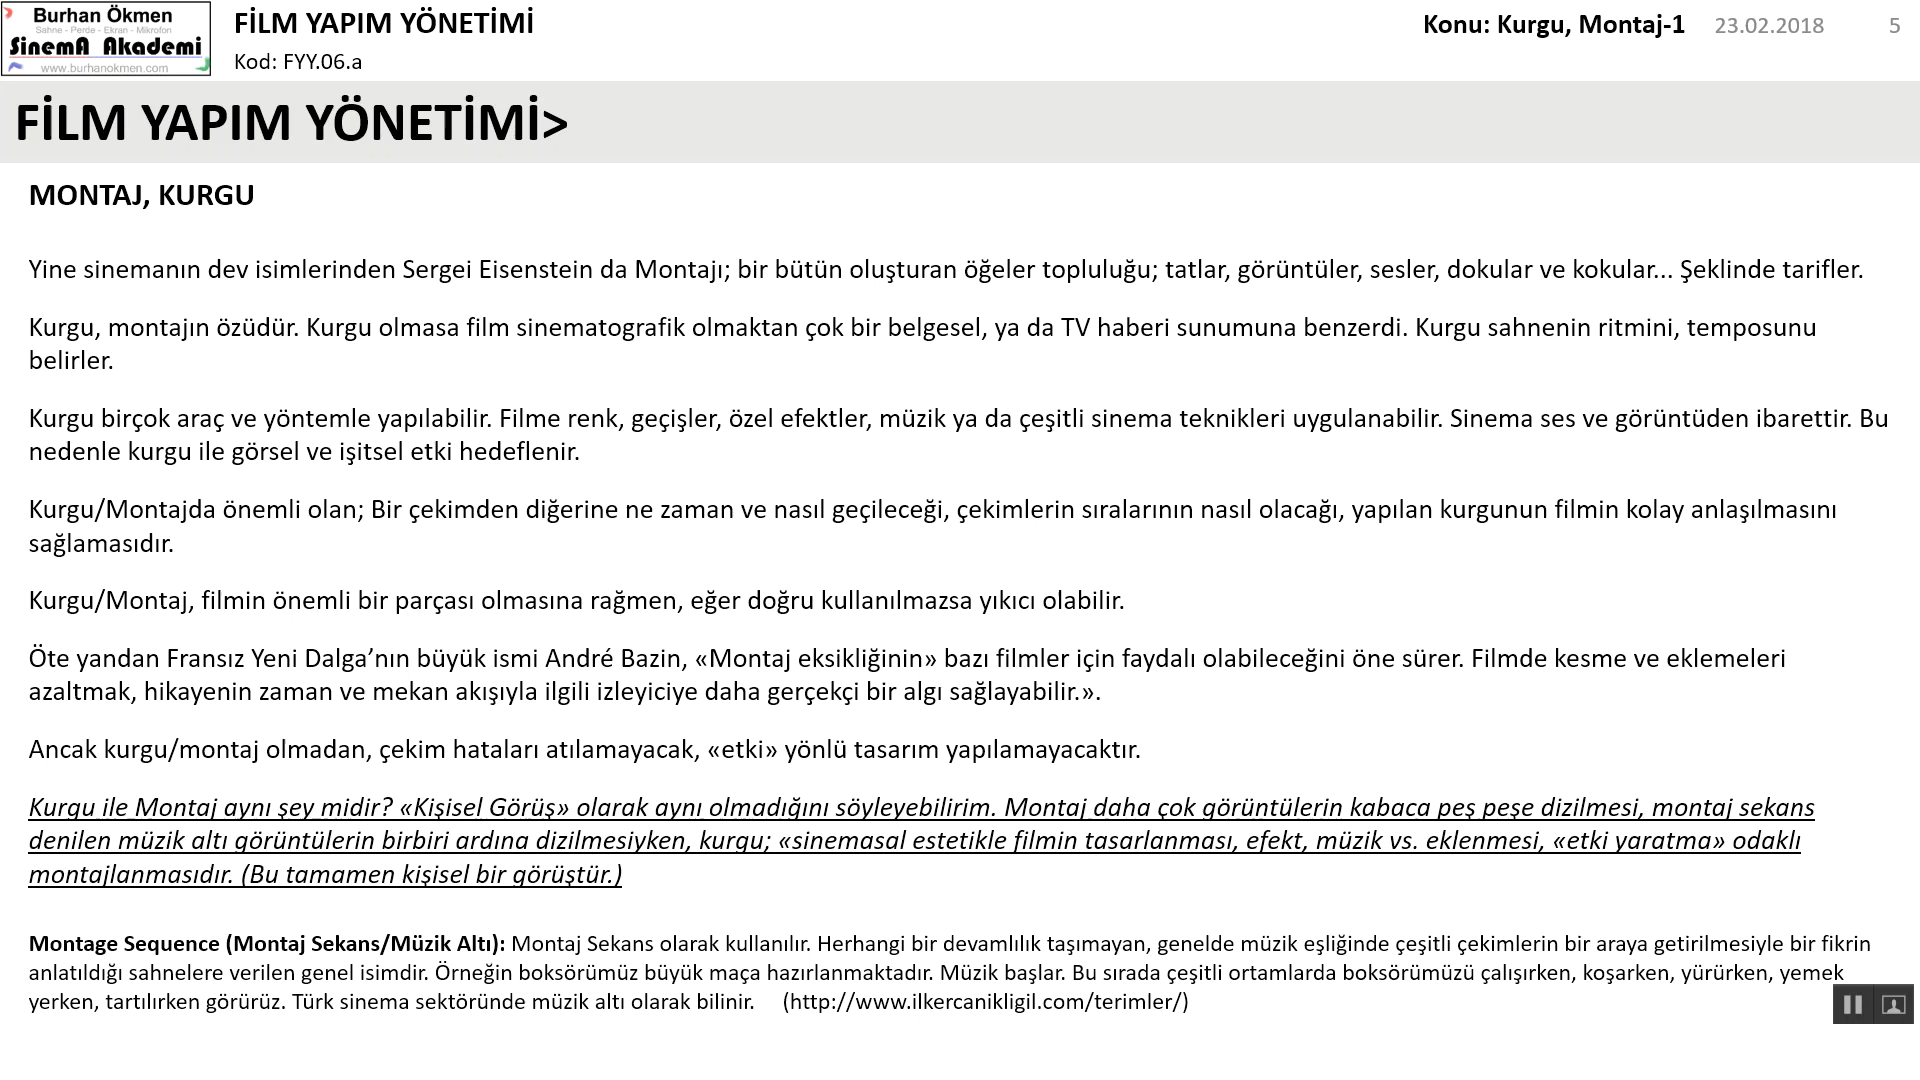 Burhan Ökmen
Sahne - Perde - Ekran - Mikrofon
SinemA Akademi
www.burhanokmen.com
FİLM YAPIM YÖNETİMİ
Kod: FYY.06.a
Konu: Kurgu, Montaj-1 23.02.2018 5
FİLM YAPIM YÖNETİMİ>
MONTAJ, KURGU
Yine sinemanın dev isimlerinden Sergei Eisenstein da Montajı; bir bütün oluşturan öğeler topluluğu; tatlar, görüntüler, sesler, dokular ve kokular... Şeklinde tarifler.
Kurgu, montajın özüdür. Kurgu olmasa film sinematografik olmaktan çok bir belgesel, ya da TV haberi sunumuna benzerdi. Kurgu sahnenin ritmini, temposunu
belirler.
Kurgu birçok araç ve yöntemle yapılabilir. Filme renk, geçişler, özel efektler, müzik ya da çeşitli sinema teknikleri uygulanabilir. Sinema ses ve görüntüden ibarettir. Bu
nedenle kurgu ile görsel ve işitsel etki hedeflenir.
Kurgu/Montajda önemli olan; Bir çekimden diğerine ne zaman ve nasıl geçileceği, çekimlerin sıralarının nasıl olacağı, yapılan kurgunun filmin kolay anlaşılmasını
sağlamasıdır.
Kurgu/Montaj, filmin önemli bir parçası olmasına rağmen, eğer doğru kullanılmazsa yıkıcı olabilir.
Öte yandan Fransız Yeni Dalga’nın büyük ismi André Bazin, «Montaj eksikliğinin» bazı filmler için faydalı olabileceğini öne sürer. Filmde kesme ve eklemeleri
azaltmak, hikayenin zaman ve mekan akışıyla ilgili izleyiciye daha gerçekçi bir algı sağlayabilir.».
Ancak kurgu/montaj olmadan, çekim hataları atılamayacak, «etki» yönlü tasarım yapılamayacaktır.
Kurgu ile Montaj aynı şey midir? «Kişisel Görüş» olarak aynı olmadığını söyleyebilirim. Montaj daha çok görüntülerin kabaca peş peşe dizilmesi, montaj sekans
denilen müzik altı görüntülerin birbiri ardına dizilmesiyken, kurgu; «sinemasal estetikle filmin tasarlanması, efekt, müzik vs. eklenmesi, «etki yaratma» odaklı
montajlanmasıdır. (Bu tamamen kişisel bir görüştür.)
Montage Sequence (Montaj Sekans/Müzik Altı): Montaj Sekans olarak kullanılır. Herhangi bir devamlılık taşımayan, genelde müzik eşliğinde çeşitli çekimlerin bir araya getirilmesiyle bir fikrin
anlatıldığı sahnelere verilen genel isimdir. Örneğin boksörümüz büyük maça hazırlanmaktadır. Müzik başlar. Bu sırada çeşitli ortamlarda boksörümüzü çalışırken, koşarken, yürürken, yemek
yerken, tartılırken görürüz. Türk sinema sektöründe müzik altı olarak bilinir. (http://www.ilkercanikligil.com/terimler/)